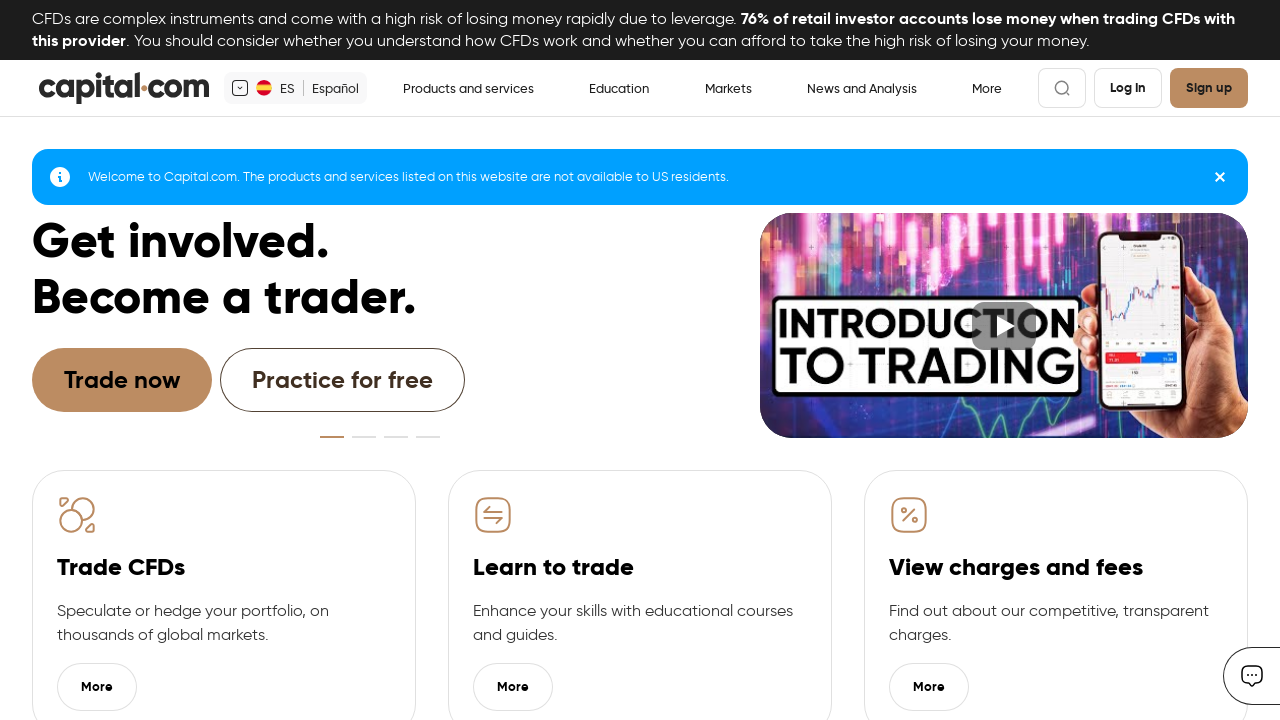 CFDs are complex instruments and come with a high risk of losing money rapidly due to leverage. 76% of retail investor accounts lose money when trading CFDs with
this provider. You should consider whether you understand how CFDs work and whether you can afford to take the high risk of losing your money.
capital.com ES Español Products and services Education Markets News and Analysis More Log In Sign up
Welcome to Capital.com. The products and services listed on this website are not available to US residents.
Get involved.
Become a trader.
Trade now Practice for free
INTRODUCTION
TO TRADING
Trade CFDs
Speculate or hedge your portfolio, on
thousands of global markets.
More
Learn to trade
Enhance your skills with educational courses
and guides.
More
View charges and fees
Find out about our competitive, transparent
charges.
More